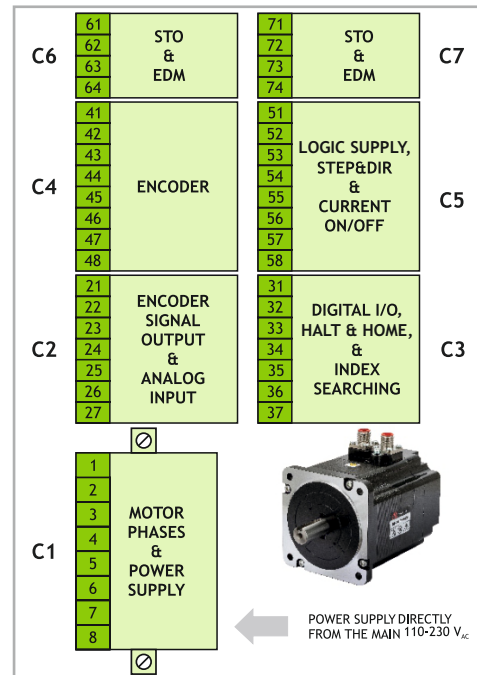 C6
61
62
63
64
STO
&
EDM
71
72
73
74
STO
&
EDM
C7
C4
41
42
43
44
45
46
47
48
ENCODER
51
52
53
54
55
56
57
58
LOGIC SUPPLY,
STEP&DIR
&
CURRENT
ON/OFF
C5
C2
21
22
23
24
25
26
27
ENCODER
SIGNAL
OUTPUT
&
ANALOG
INPUT
31
32
33
34
35
36
37
DIGITAL I/O,
HALT & HOME,
&
INDEX
SEARCHING
C3
C1
1
2
3
4
5
6
7
8
MOTOR
PHASES
&
POWER
SUPPLY
POWER SUPPLY DIRECTLY
FROM THE MAIN 110-230 VAC